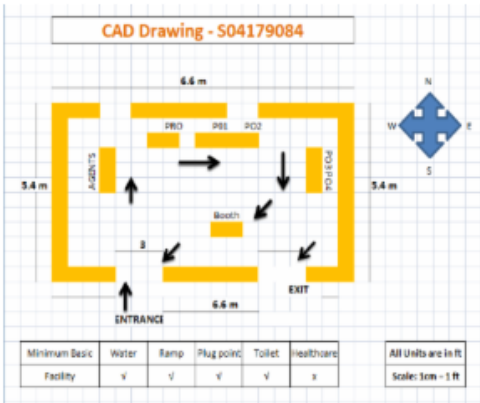 CAD Drawing - S04179084
6.6 m
N
PRO PB1 PO2
W E
AGENTS
PO3 PO4
S
5.4 m 5.4 m
Booth
3
EXIT
6.6 m
ENTRANCE
Minimum Basic Water Ramp Plug point Toilet Healthcare
Facility √ √ √ √ x
All Units are in ft
Scale: 1cm - 1 ft